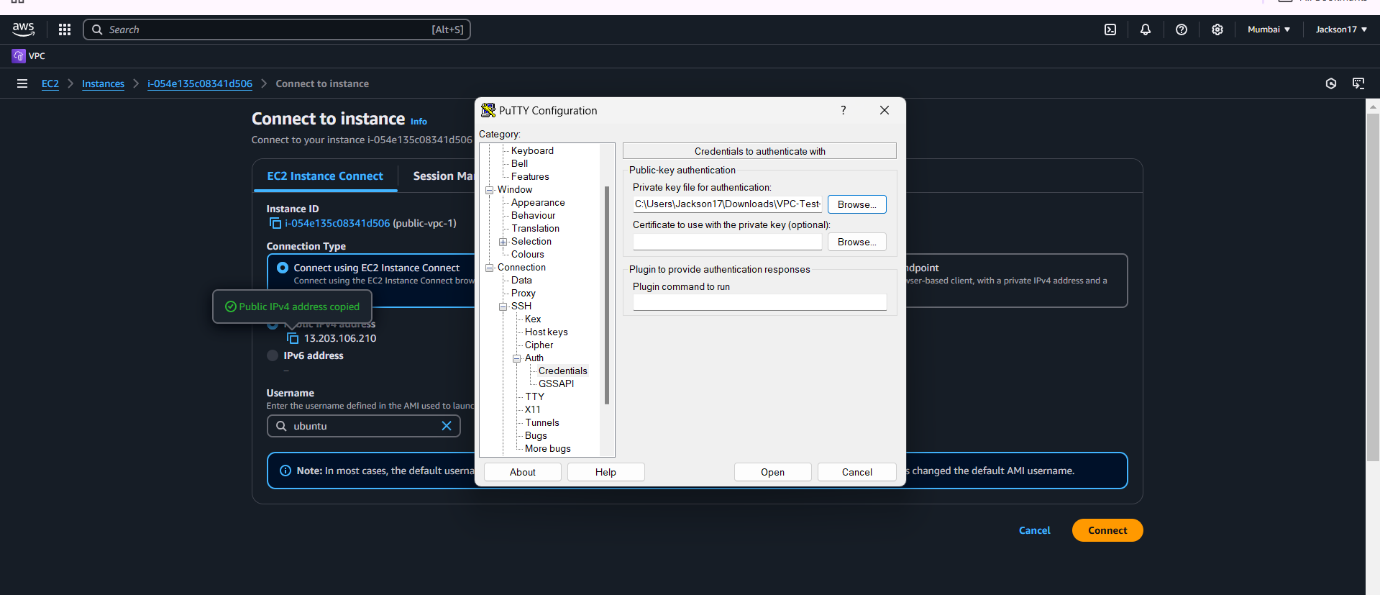 aws
Search
[Alt+S]
Mumbai ▼
Jackson17 ▼
VPC
EC2 > Instances > i-054e135c08341d506 > Connect to instance
Connect to instance Info
Connect to your instance i-054e135c08341d506
EC2 Instance Connect
Session Ma
Instance ID
i-054e135c08341d506 (public-vpc-1)
Connection Type
Connect using EC2 Instance Connect
Connect using the EC2 Instance Connect brow
ndpoint
wser-based client, with a private IPv4 address and a
Public IPv4 address copied
Public IPv4 address
13.203.106.210
IPv6 address
–
Username
Enter the username defined in the AMI used to launc
ubuntu
Note: In most cases, the default userna
s changed the default AMI username.
Cancel
Connect
PuTTY Configuration
?
Category:
Keyboard
Bell
Features
Window
Appearance
Behaviour
Translation
Selection
Colours
Connection
Data
Proxy
SSH
Kex
Host keys
Cipher
Auth
Credentials
GSSAPI
TTY
X11
Tunnels
Bugs
More bugs
Credentials to authenticate with
Public-key authentication
Private key file for authentication:
C:\Users\Jackson17\Downloads\VPC-Test-
Browse...
Certificate to use with the private key (optional):
Browse...
Plugin to provide authentication responses
Plugin command to run
About
Help
Open
Cancel